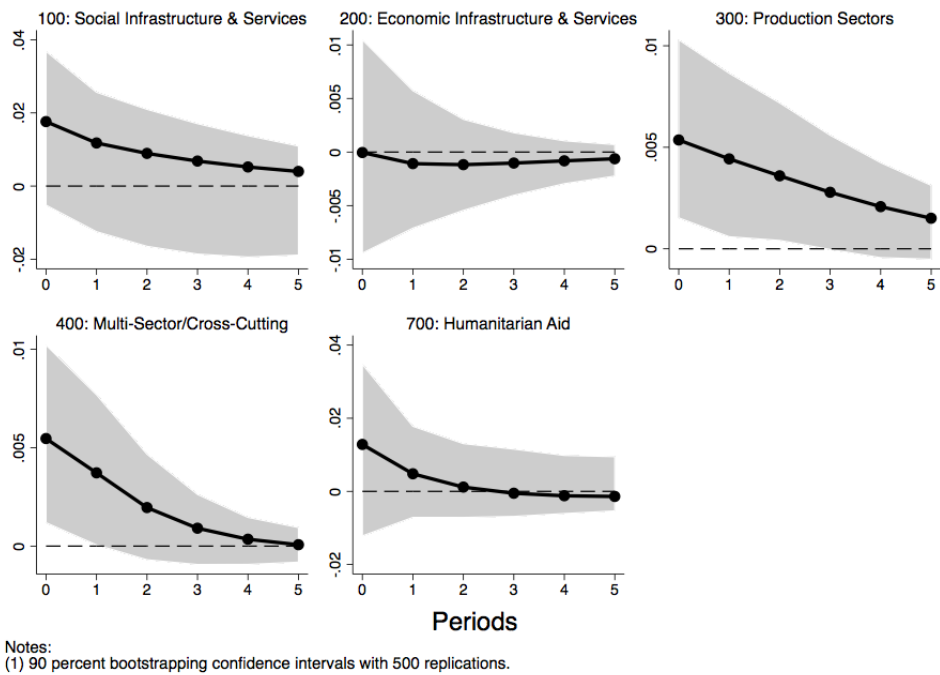 100: Social Infrastructure & Services
.04
.02
0
-.02
0 1 2 3 4 5
200: Economic Infrastructure & Services
.01
.005
0
-.005
-.01
0 1 2 3 4 5
300: Production Sectors
.01
.005
0
0 1 2 3 4 5
400: Multi-Sector/Cross-Cutting
.01
.005
0
0 1 2 3 4 5
700: Humanitarian Aid
.04
.02
0
-.02
0 1 2 3 4 5
Periods
Notes:
(1) 90 percent bootstrapping confidence intervals with 500 replications.